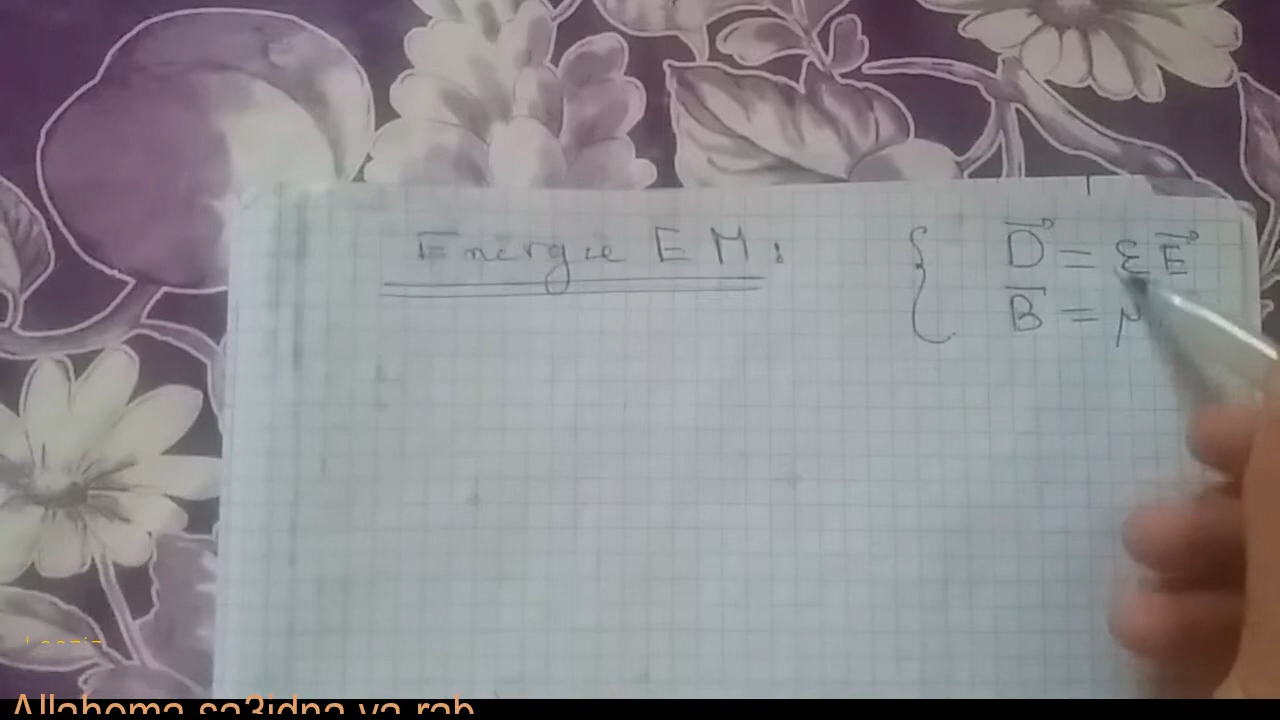 Energie EM :
D⃗ = εE⃗
B⃗ = μ
Allahoma sa3idna ya rab